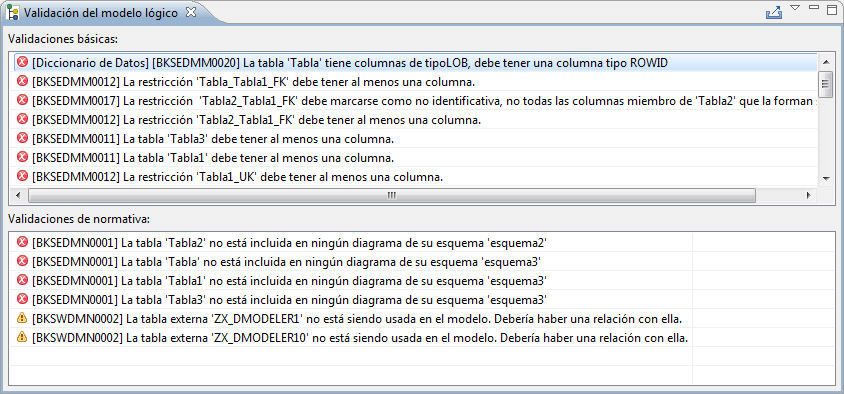 Validación del modelo lógico
Validaciones básicas:
[Diccionario de Datos] [BKSEDMM0020] La tabla 'Tabla' tiene columnas de tipoLOB, debe tener una columna tipo ROWID
[BKSEDMM0012] La restricción 'Tabla_Tabla1_FK' debe tener al menos una columna.
[BKSEDMM0017] La restricción 'Tabla2_Tabla1_FK' debe marcarse como no identificativa, no todas las columnas miembro de 'Tabla2' que la forman s
[BKSEDMM0012] La restricción 'Tabla2_Tabla1_FK' debe tener al menos una columna.
[BKSEDMM0011] La tabla 'Tabla3' debe tener al menos una columna.
[BKSEDMM0011] La tabla 'Tabla1' debe tener al menos una columna.
[BKSEDMM0012] La restricción 'Tabla1_UK' debe tener al menos una columna.
Validaciones de normativa:
[BKSEDMN0001] La tabla 'Tabla2' no está incluida en ningún diagrama de su esquema 'esquema2'
[BKSEDMN0001] La tabla 'Tabla' no está incluida en ningún diagrama de su esquema 'esquema3'
[BKSEDMN0001] La tabla 'Tabla1' no está incluida en ningún diagrama de su esquema 'esquema3'
[BKSEDMN0001] La tabla 'Tabla3' no está incluida en ningún diagrama de su esquema 'esquema3'
[BKSWDMN0002] La tabla externa 'ZX_DMODELER1' no está siendo usada en el modelo. Debería haber una relación con ella.
[BKSWDMN0002] La tabla externa 'ZX_DMODELER10' no está siendo usada en el modelo. Debería haber una relación con ella.